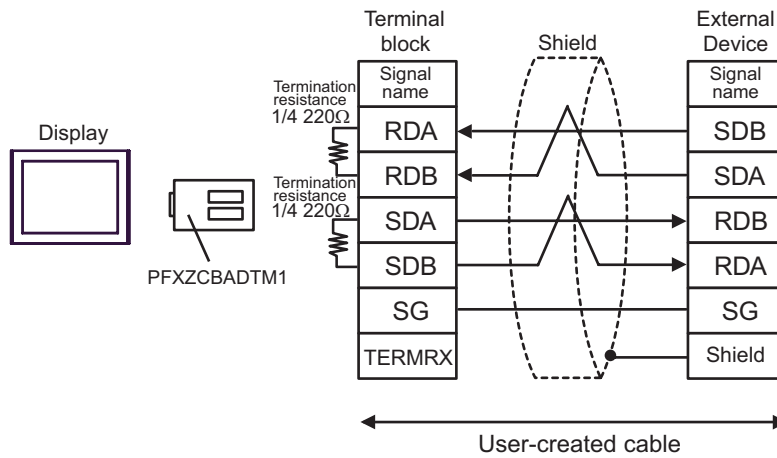 Terminal
block
Shield
External
Device
Signal
name
Signal
name
Termination
resistance
1/4 220Ω
RDA
SDB
Display
RDB
SDA
Termination
resistance
1/4 220Ω
SDA
RDB
PFXZCBADTM1
SDB
RDA
SG
SG
TERMRX
Shield
User-created cable